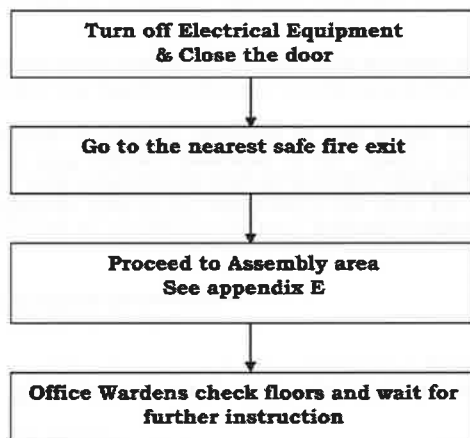 Turn off Electrical Equipment
& Close the door
Go to the nearest safe fire exit
Proceed to Assembly area
See appendix E
Office Wardens check floors and wait for
further instruction